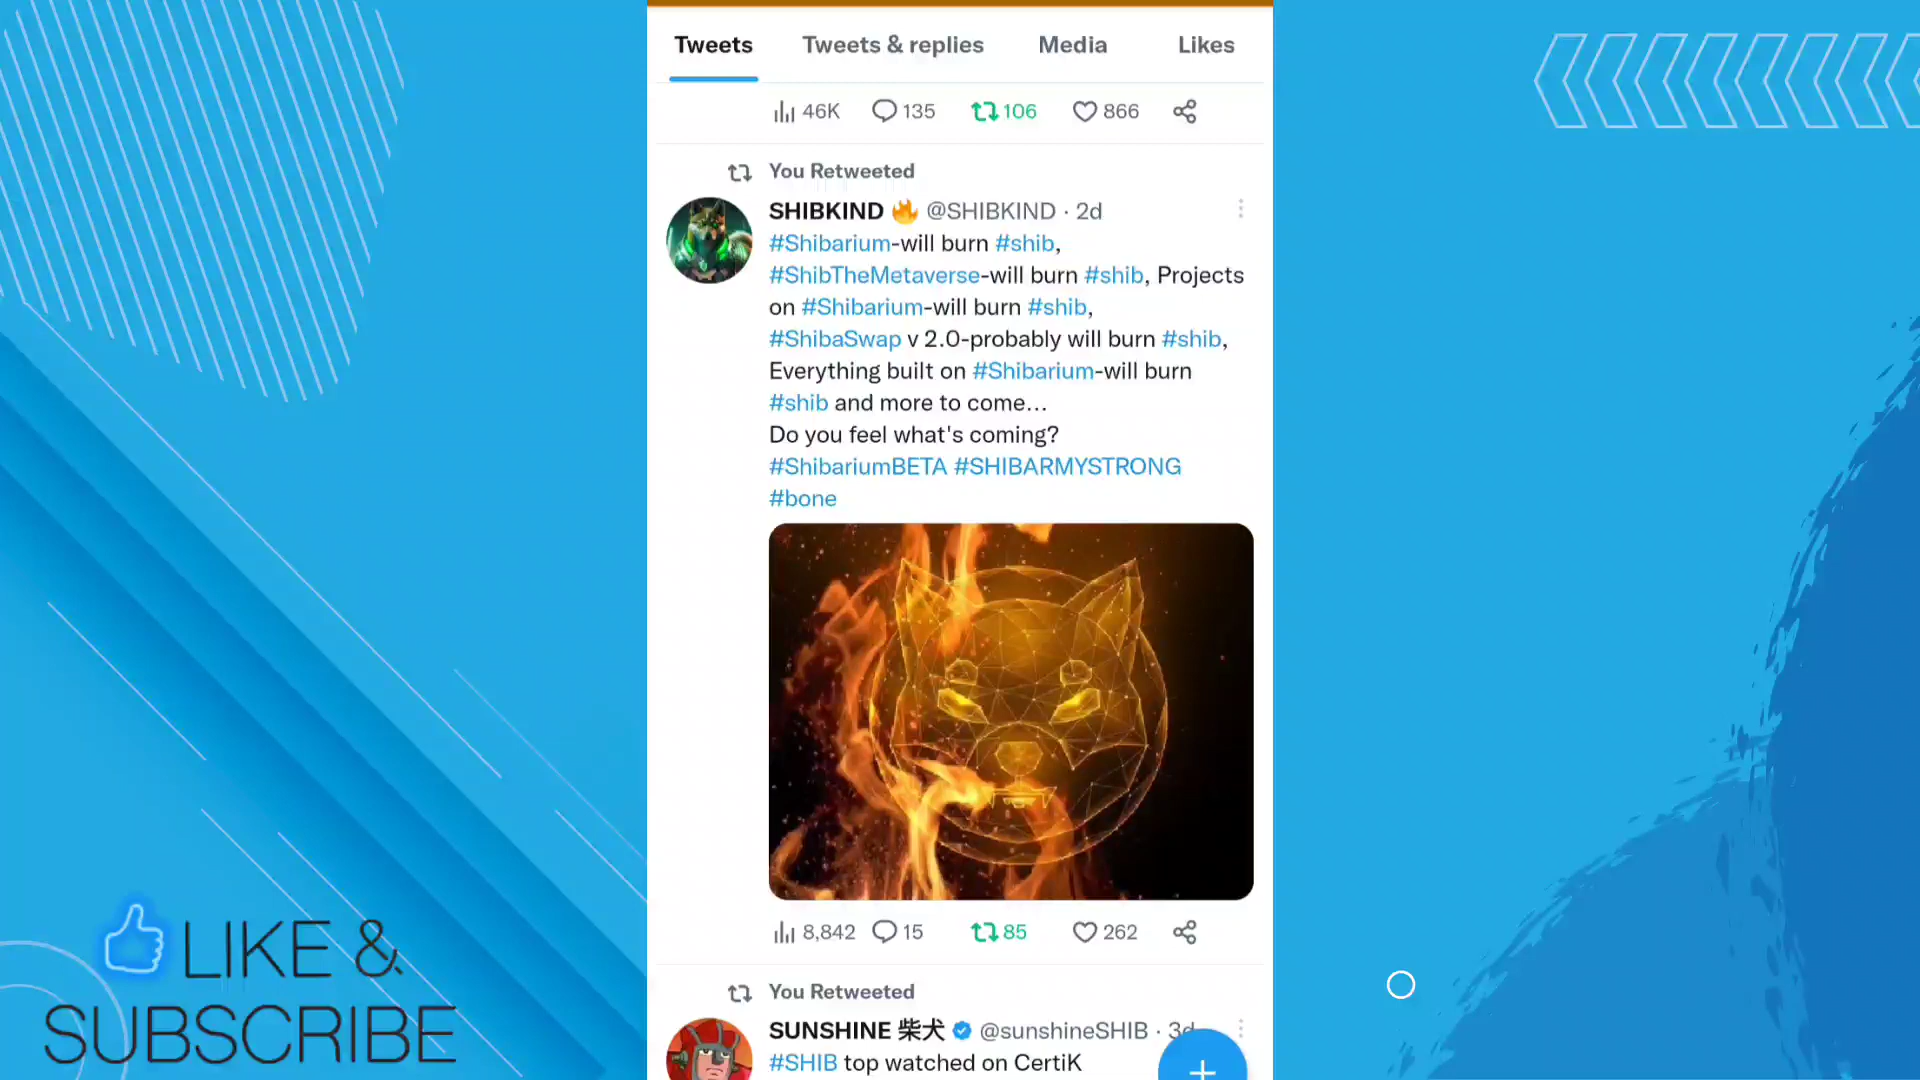 Tweets Tweets & replies Media Likes
46K 135 106 866
You Retweeted
SHIBKIND 🔥 @SHIBKIND · 2d
#Shibarium-will burn #shib,
#ShibTheMetaverse-will burn #shib, Projects
on #Shibarium-will burn #shib,
#ShibaSwap v 2.0-probably will burn #shib,
Everything built on #Shibarium-will burn
#shib and more to come...
Do you feel what's coming?
#ShibariumBETA #SHIBARMYSTRONG
#bone
8,842 15 85 262
You Retweeted
SUNSHINE 柴犬 @sunshineSHIB · 3d
#SHIB top watched on CertiK
LIKE &
SUBSCRIBE